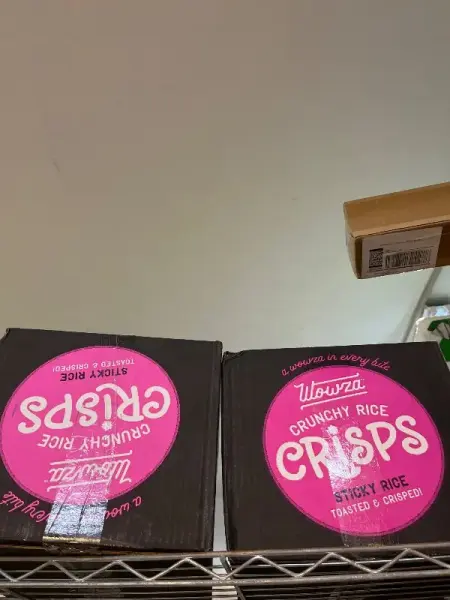 STICKY RICE
TOASTED & CRISPED!
CRISPS
CRUNCHY RICE
Wowza
a wowza in every bite
Wowza
CRUNCHY RICE
CRISPS
STICKY RICE
TOASTED & CRISPED!